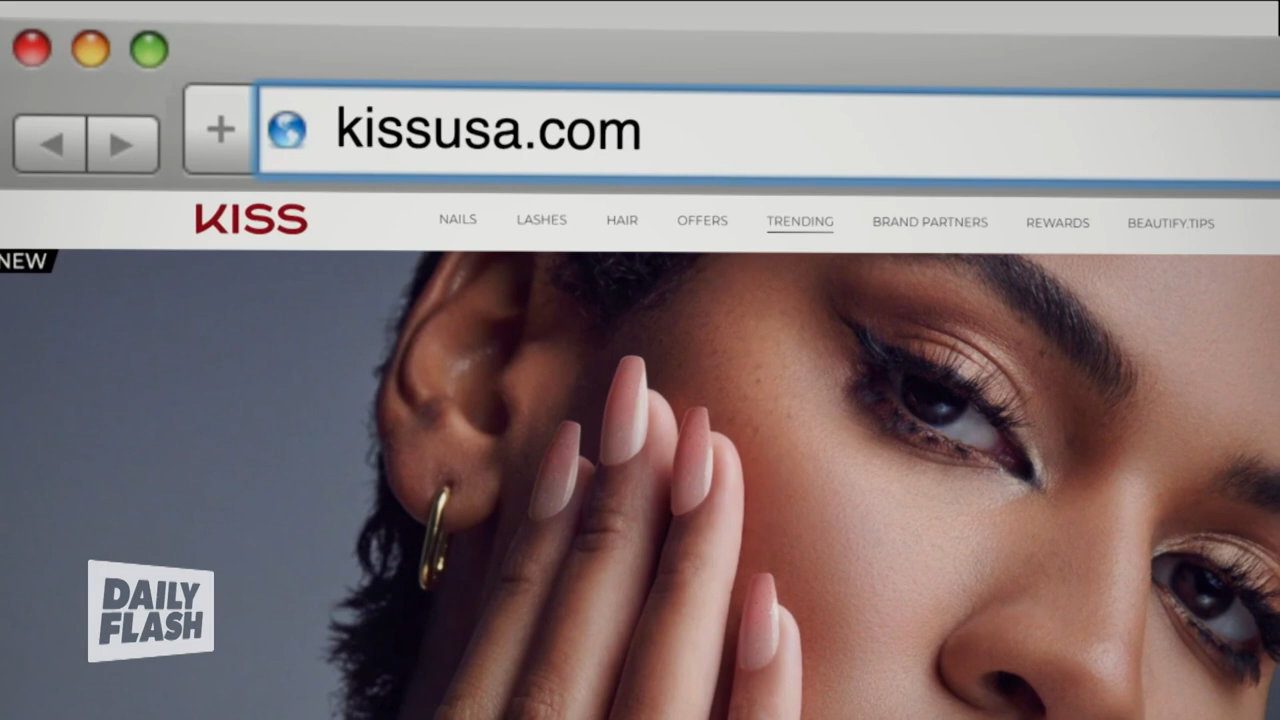 kissusa.com
KISS NAILS LASHES HAIR OFFERS TRENDING BRAND PARTNERS REWARDS BEAUTIFY.TIPS
NEW
DAILY
FLASH